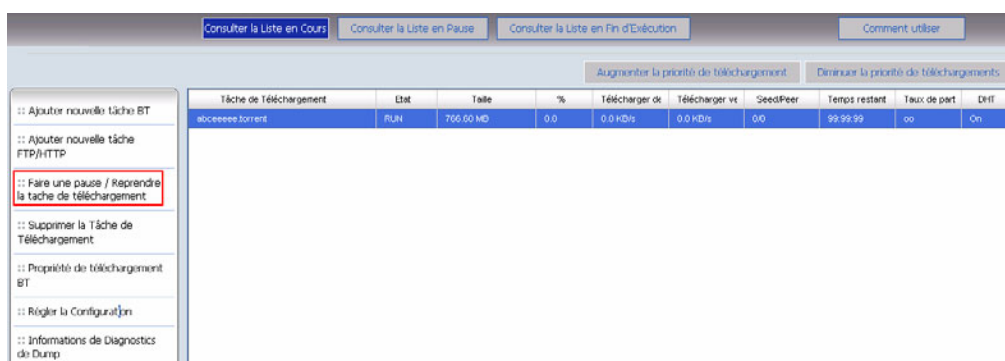 Consulter la Liste en Cours
Consulter la Liste en Pause
Consulter la Liste en Fin d'Exécution
Comment utiliser
Augmenter la priorité de téléchargement
Diminuer la priorité de téléchargements
:: Ajouter nouvelle tâche BT
:: Ajouter nouvelle tâche
FTP/HTTP
:: Faire une pause / Reprendre
la tache de téléchargement
:: Supprimer la Tâche de
Téléchargement
:: Propriété de téléchargement
BT
:: Régler la Configuration
:: Informations de Diagnostics
de Dump
Tâche de Téléchargement Etat Taille % Télécharger de Télécharger ve Seed/Peer Temps restant Taux de part DHT
abceeeee.torrent RUN 766.60 MB 0.0 0.0 KB/s 0.0 KB/s 0/0 99:99:99 oo On